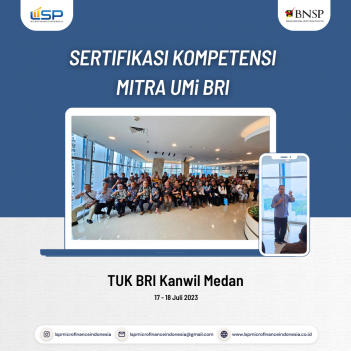 LSP
BNSP
SERTIFIKASI KOMPETENSI
MITRA UMi BRI
TUK BRI Kanwil Medan
17 - 18 Juli 2023
lspmicrofinanceindonesia
lspmicrofinanceindonesia@gmail.com
www.lspmicrofinanceindonesia.co.id